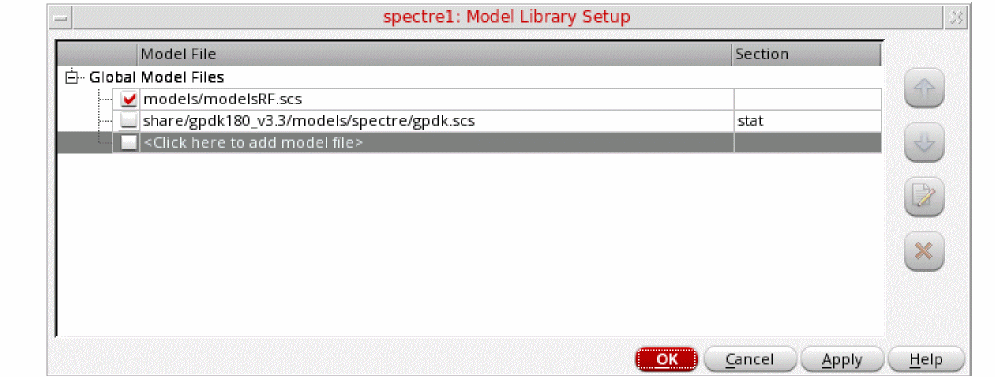 spectre1: Model Library Setup
Model File Section
Global Model Files
models/modelsRF.scs
share/gpdk180_v3.3/models/spectre/gpdk.scs stat
<Click here to add model file>
OK Cancel Apply Help